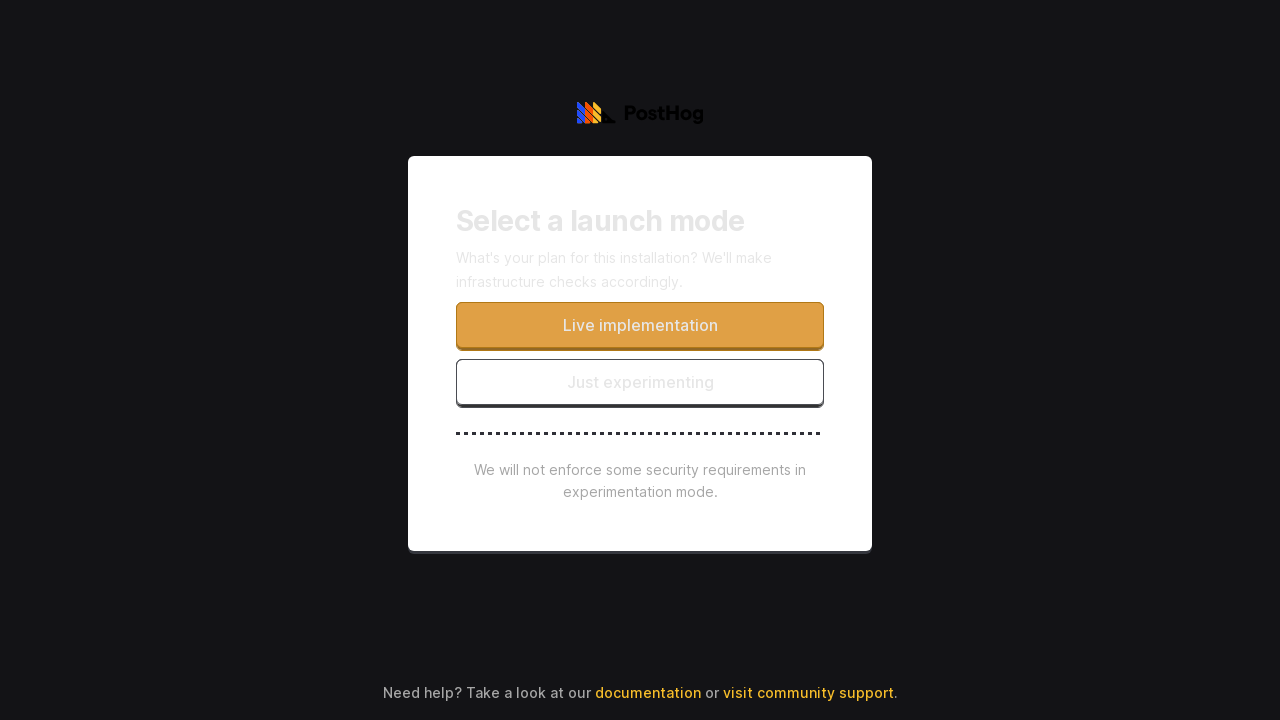 PostHog
Select a launch mode
What's your plan for this installation? We'll make
infrastructure checks accordingly.
Live implementation
Just experimenting
We will not enforce some security requirements in
experimentation mode.
Need help? Take a look at our documentation or visit community support.